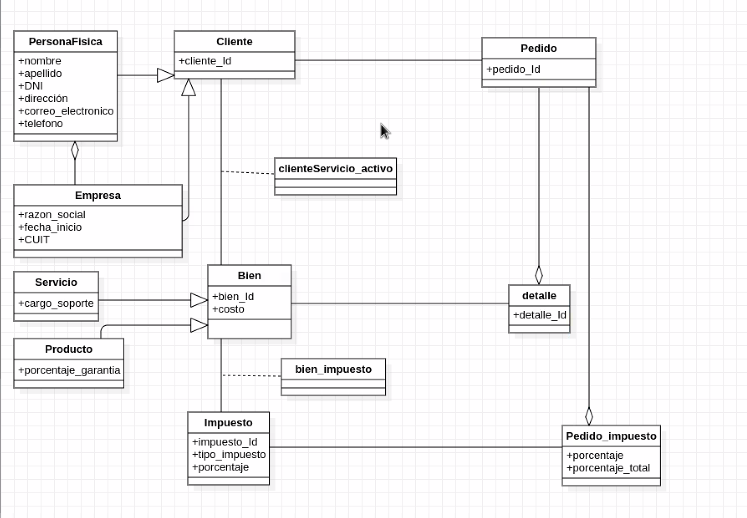 PersonaFisica
+nombre
+apellido
+DNI
+dirección
+correo_electronico
+telefono
Cliente
+cliente_Id
Pedido
+pedido_Id
clienteServicio_activo
Empresa
+razon_social
+fecha_inicio
+CUIT
Servicio
+cargo_soporte
Bien
+bien_Id
+costo
detalle
+detalle_Id
Producto
+porcentaje_garantia
bien_impuesto
Impuesto
+impuesto_Id
+tipo_impuesto
+porcentaje
Pedido_impuesto
+porcentaje
+porcentaje_total